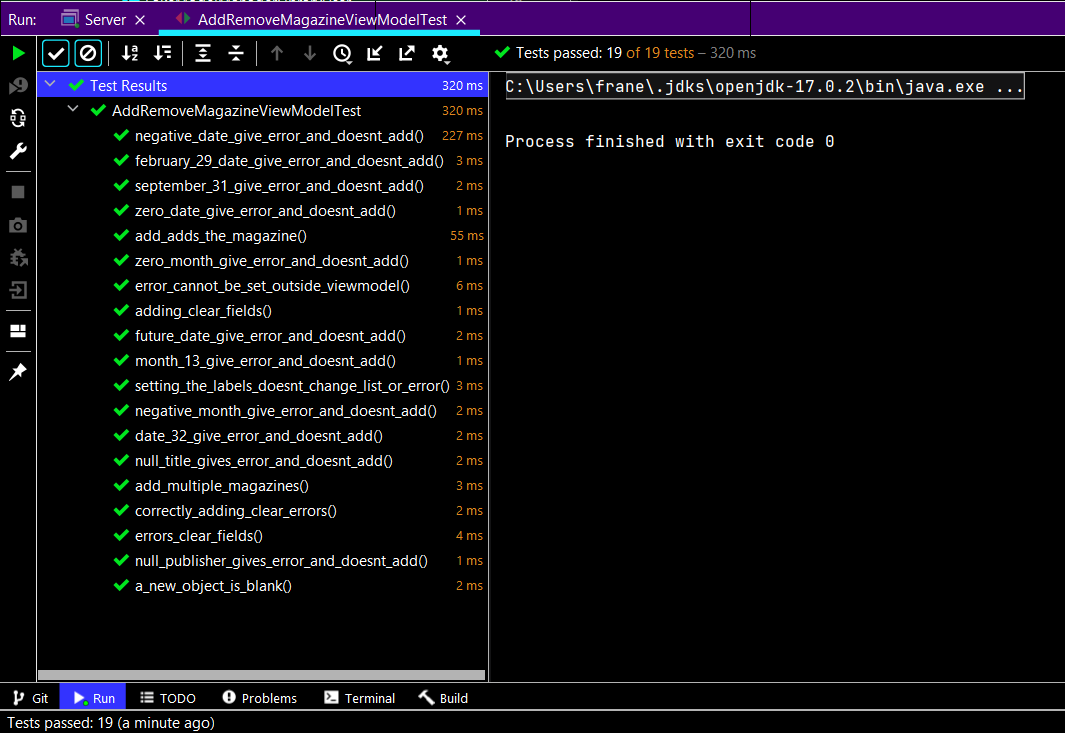 Run: Server × AddRemoveMagazineViewModelTest ×
Tests passed: 19 of 19 tests – 320 ms
Test Results 320 ms
AddRemoveMagazineViewModelTest 320 ms
negative_date_give_error_and_doesnt_add() 227 ms
february_29_date_give_error_and_doesnt_add() 3 ms
september_31_give_error_and_doesnt_add() 2 ms
zero_date_give_error_and_doesnt_add() 1 ms
add_adds_the_magazine() 55 ms
zero_month_give_error_and_doesnt_add() 1 ms
error_cannot_be_set_outside_viewmodel() 6 ms
adding_clear_fields() 1 ms
future_date_give_error_and_doesnt_add() 2 ms
month_13_give_error_and_doesnt_add() 1 ms
setting_the_labels_doesnt_change_list_or_error() 3 ms
negative_month_give_error_and_doesnt_add() 2 ms
date_32_give_error_and_doesnt_add() 2 ms
null_title_gives_error_and_doesnt_add() 2 ms
add_multiple_magazines() 3 ms
correctly_adding_clear_errors() 2 ms
errors_clear_fields() 4 ms
null_publisher_gives_error_and_doesnt_add() 1 ms
a_new_object_is_blank() 2 ms
C:\Users\frane\.jdks\openjdk-17.0.2\bin\java.exe ...
Process finished with exit code 0
Git Run TODO Problems Terminal Build
Tests passed: 19 (a minute ago)